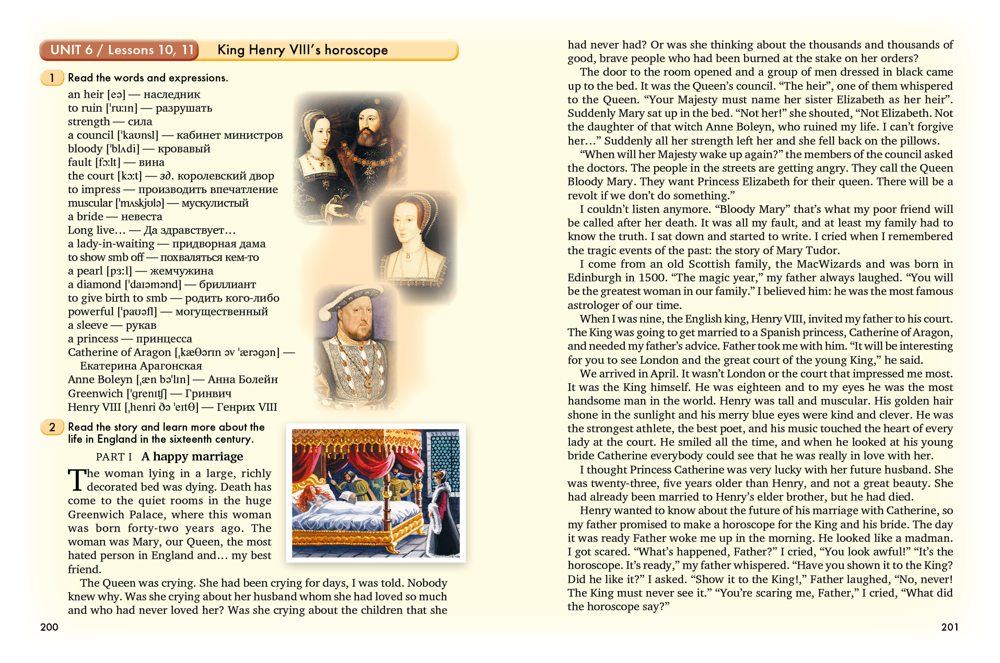 UNIT 6 / Lessons 10, 11 King Henry VIII’s horoscope
1 Read the words and expressions.
an heir [eə] — наследник
to ruin [ˈruːɪn] — разрушать
strength — сила
a council [ˈkaʊnsl] — кабинет министров
bloody [ˈblʌdi] — кровавый
fault [fɔːlt] — вина
the court [kɔːt] — зд. королевский двор
to impress — производить впечатление
muscular [ˈmʌskjʊlə] — мускулистый
a bride — невеста
Long live… — Да здравствует…
a lady-in-waiting — придворная дама
to show smb off — похваляться кем-то
a pearl [pɜːl] — жемчужина
a diamond [ˈdaɪəmənd] — бриллиант
to give birth to smb — родить кого-либо
powerful [ˈpaʊəfl] — могущественный
a sleeve — рукав
a princess — принцесса
Catherine of Aragon [ˌkæθərɪn əv ˈærəgən] —
Екатерина Арагонская
Anne Boleyn [ˌæn bəˈlɪn] — Анна Болейн
Greenwich [ˈgrenɪtʃ] — Гринвич
Henry VIII [ˌhenri ðə ˈeɪtθ] — Генрих VIII
2 Read the story and learn more about the
life in England in the sixteenth century.
PART I A happy marriage
The woman lying in a large, richly
decorated bed was dying. Death has
come to the quiet rooms in the huge
Greenwich Palace, where this woman
was born forty-two years ago. The
woman was Mary, our Queen, the most
hated person in England and… my best
friend.
The Queen was crying. She had been crying for days, I was told. Nobody
knew why. Was she crying about her husband whom she had loved so much
and who had never loved her? Was she crying about the children that she
200
had never had? Or was she thinking about the thousands and thousands of
good, brave people who had been burned at the stake on her orders?
The door to the room opened and a group of men dressed in black came
up to the bed. It was the Queen’s council. “The heir”, one of them whispered
to the Queen. “Your Majesty must name her sister Elizabeth as her heir”.
Suddenly Mary sat up in the bed. “Not her!” she shouted, “Not Elizabeth. Not
the daughter of that witch Anne Boleyn, who ruined my life. I can’t forgive
her…” Suddenly all her strength left her and she fell back on the pillows.
“When will her Majesty wake up again?” the members of the council asked
the doctors. The people in the streets are getting angry. They call the Queen
Bloody Mary. They want Princess Elizabeth for their queen. There will be a
revolt if we don’t do something.”
I couldn’t listen anymore. “Bloody Mary” that’s what my poor friend will
be called after her death. It was all my fault, and at least my family had to
know the truth. I sat down and started to write. I cried when I remembered
the tragic events of the past: the story of Mary Tudor.
I come from an old Scottish family, the MacWizards and was born in
Edinburgh in 1500. “The magic year,” my father always laughed. “You will
be the greatest woman in our family.” I believed him: he was the most famous
astrologer of our time.
When I was nine, the English king, Henry VIII, invited my father to his court.
The King was going to get married to a Spanish princess, Catherine of Aragon,
and needed my father’s advice. Father took me with him. “It will be interesting
for you to see London and the great court of the young King,” he said.
We arrived in April. It wasn’t London or the court that impressed me most.
It was the King himself. He was eighteen and to my eyes he was the most
handsome man in the world. Henry was tall and muscular. His golden hair
shone in the sunlight and his merry blue eyes were kind and clever. He was
the strongest athlete, the best poet, and his music touched the heart of every
lady at the court. He smiled all the time, and when he looked at his young
bride Catherine everybody could see that he was really in love with her.
I thought Princess Catherine was very lucky with her future husband. She
was twenty-three, five years older than Henry, and not a great beauty. She
had already been married to Henry’s elder brother, but he had died.
Henry wanted to know about the future of his marriage with Catherine, so
my father promised to make a horoscope for the King and his bride. The day
it was ready Father woke me up in the morning. He looked like a madman.
I got scared. “What’s happened, Father?” I cried, “You look awful!” “It’s the
horoscope. It’s ready,” my father whispered. “Have you shown it to the King?
Did he like it?” I asked. “Show it to the King!,” Father laughed, “No, never!
The King must never see it.” “You’re scaring me, Father,” I cried, “What did
the horoscope say?”
201